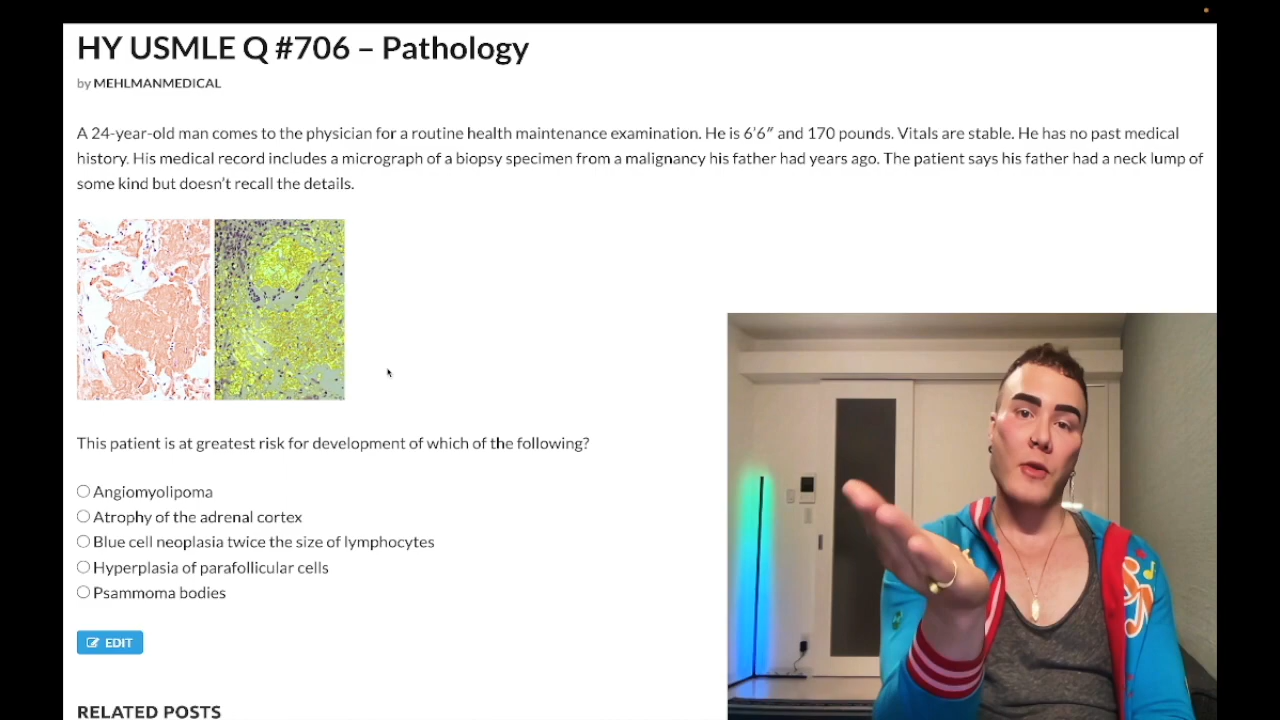 HY USMLE Q #706 – Pathology
by MEHLMANMEDICAL
A 24-year-old man comes to the physician for a routine health maintenance examination. He is 6’6″ and 170 pounds. Vitals are stable. He has no past medical
history. His medical record includes a micrograph of a biopsy specimen from a malignancy his father had years ago. The patient says his father had a neck lump of
some kind but doesn’t recall the details.
This patient is at greatest risk for development of which of the following?
Angiomyolipoma
Atrophy of the adrenal cortex
Blue cell neoplasia twice the size of lymphocytes
Hyperplasia of parafollicular cells
Psammoma bodies
EDIT
RELATED POSTS